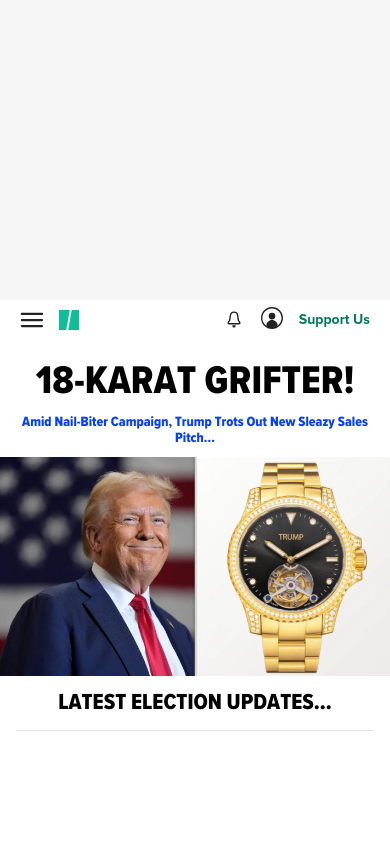 Support Us
18-KARAT GRIFTER!
Amid Nail-Biter Campaign, Trump Trots Out New Sleazy Sales
Pitch...
TRUMP
LATEST ELECTION UPDATES...